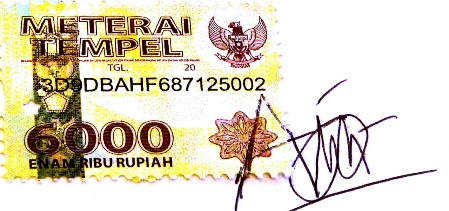 METERAI
TEMPEL
TGL. 20
3D9DBAHF687125002
6000
ENAM RIBU RUPIAH